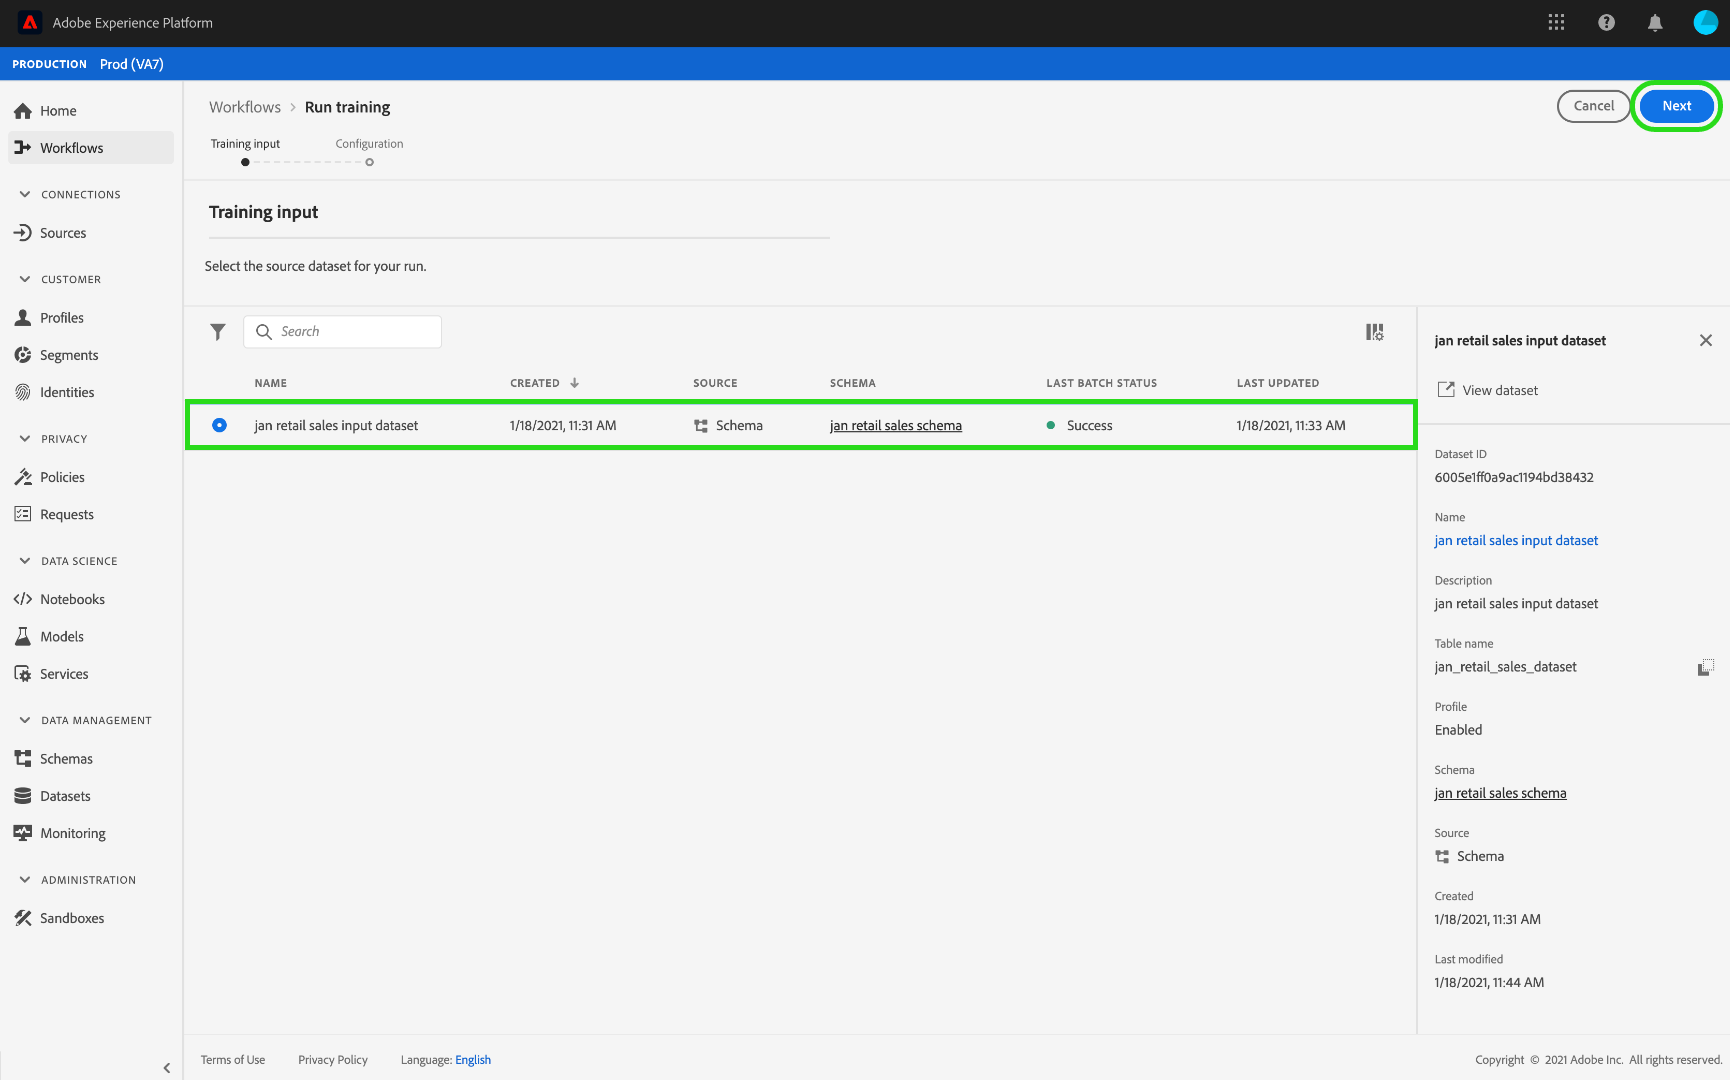 Adobe Experience Platform
PRODUCTION Prod (VA7)
Home
Workflows
CONNECTIONS
Sources
CUSTOMER
Profiles
Segments
Identities
PRIVACY
Policies
Requests
DATA SCIENCE
Notebooks
Models
Services
DATA MANAGEMENT
Schemas
Datasets
Monitoring
ADMINISTRATION
Sandboxes
Workflows > Run training
Cancel
Next
Training input Configuration
Training input
Select the source dataset for your run.
Search
NAME CREATED SOURCE SCHEMA LAST BATCH STATUS LAST UPDATED
jan retail sales input dataset 1/18/2021, 11:31 AM Schema jan retail sales schema Success 1/18/2021, 11:33 AM
jan retail sales input dataset
View dataset
Dataset ID
6005e1ff0a9ac1194bd38432
Name
jan retail sales input dataset
Description
jan retail sales input dataset
Table name
jan_retail_sales_dataset
Profile
Enabled
Schema
jan retail sales schema
Source
Schema
Created
1/18/2021, 11:31 AM
Last modified
1/18/2021, 11:44 AM
Terms of Use Privacy Policy Language: English Copyright © 2021 Adobe Inc. All rights reserved.